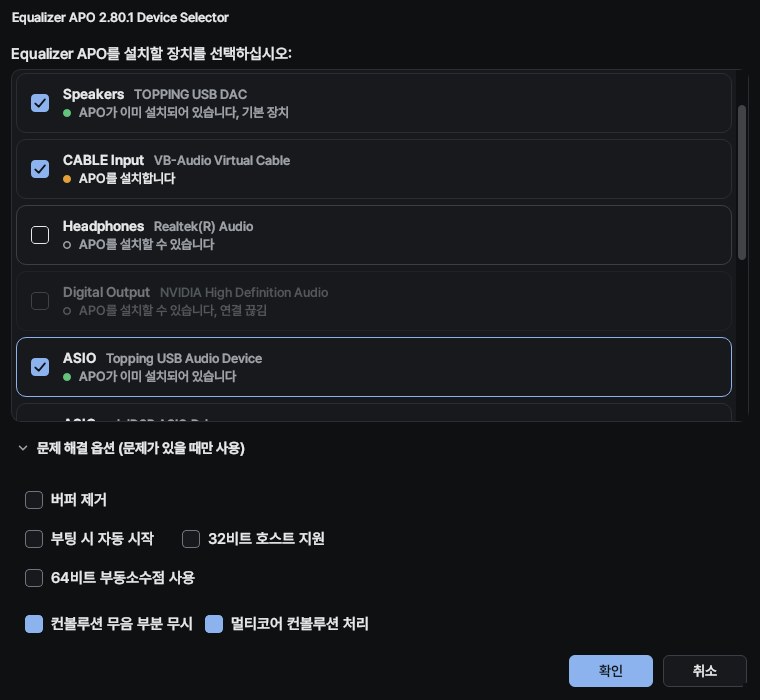 Equalizer APO 2.80.1 Device Selector
Equalizer APO를 설치할 장치를 선택하십시오:
Speakers TOPPING USB DAC
APO가 이미 설치되어 있습니다, 기본 장치
CABLE Input VB-Audio Virtual Cable
APO를 설치합니다
Headphones Realtek(R) Audio
APO를 설치할 수 있습니다
Digital Output NVIDIA High Definition Audio
APO를 설치할 수 있습니다, 연결 끊김
ASIO Topping USB Audio Device
APO가 이미 설치되어 있습니다
문제 해결 옵션 (문제가 있을 때만 사용)
버퍼 제거
부팅 시 자동 시작 32비트 호스트 지원
64비트 부동소수점 사용
컨볼루션 무음 부분 무시 멀티코어 컨볼루션 처리
확인 취소